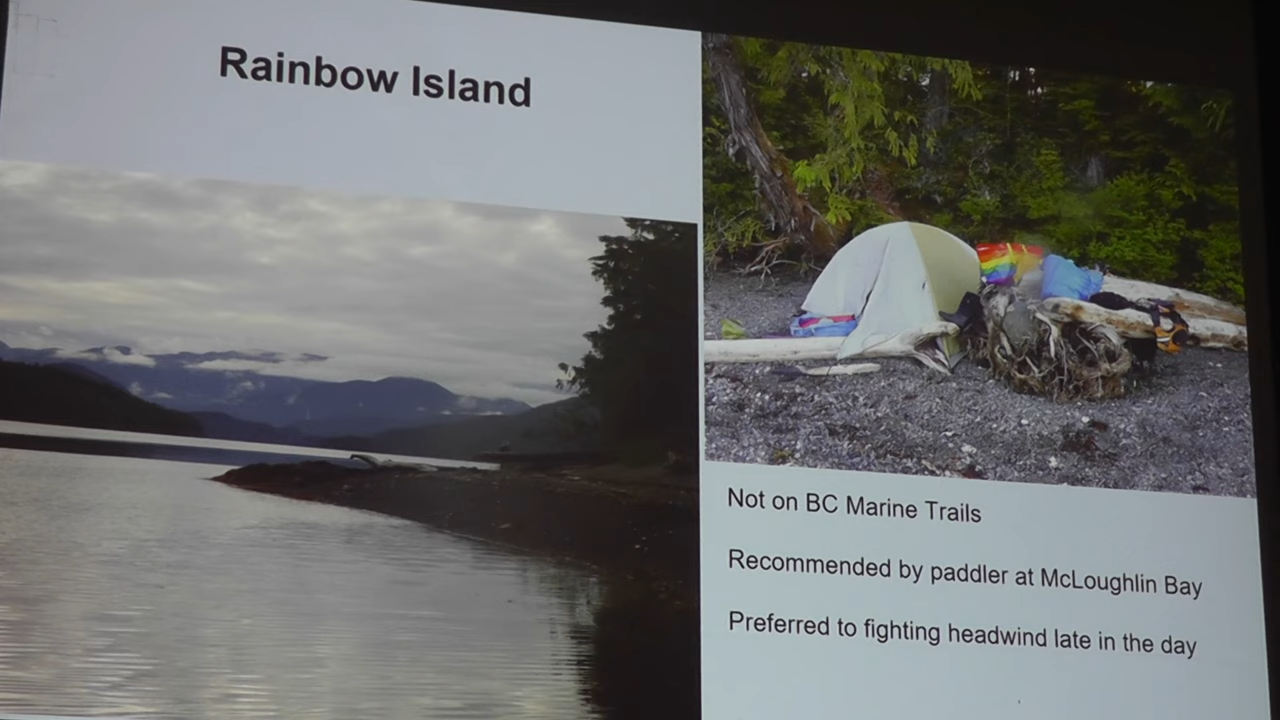 Rainbow Island
Not on BC Marine Trails
Recommended by paddler at McLoughlin Bay
Preferred to fighting headwind late in the day